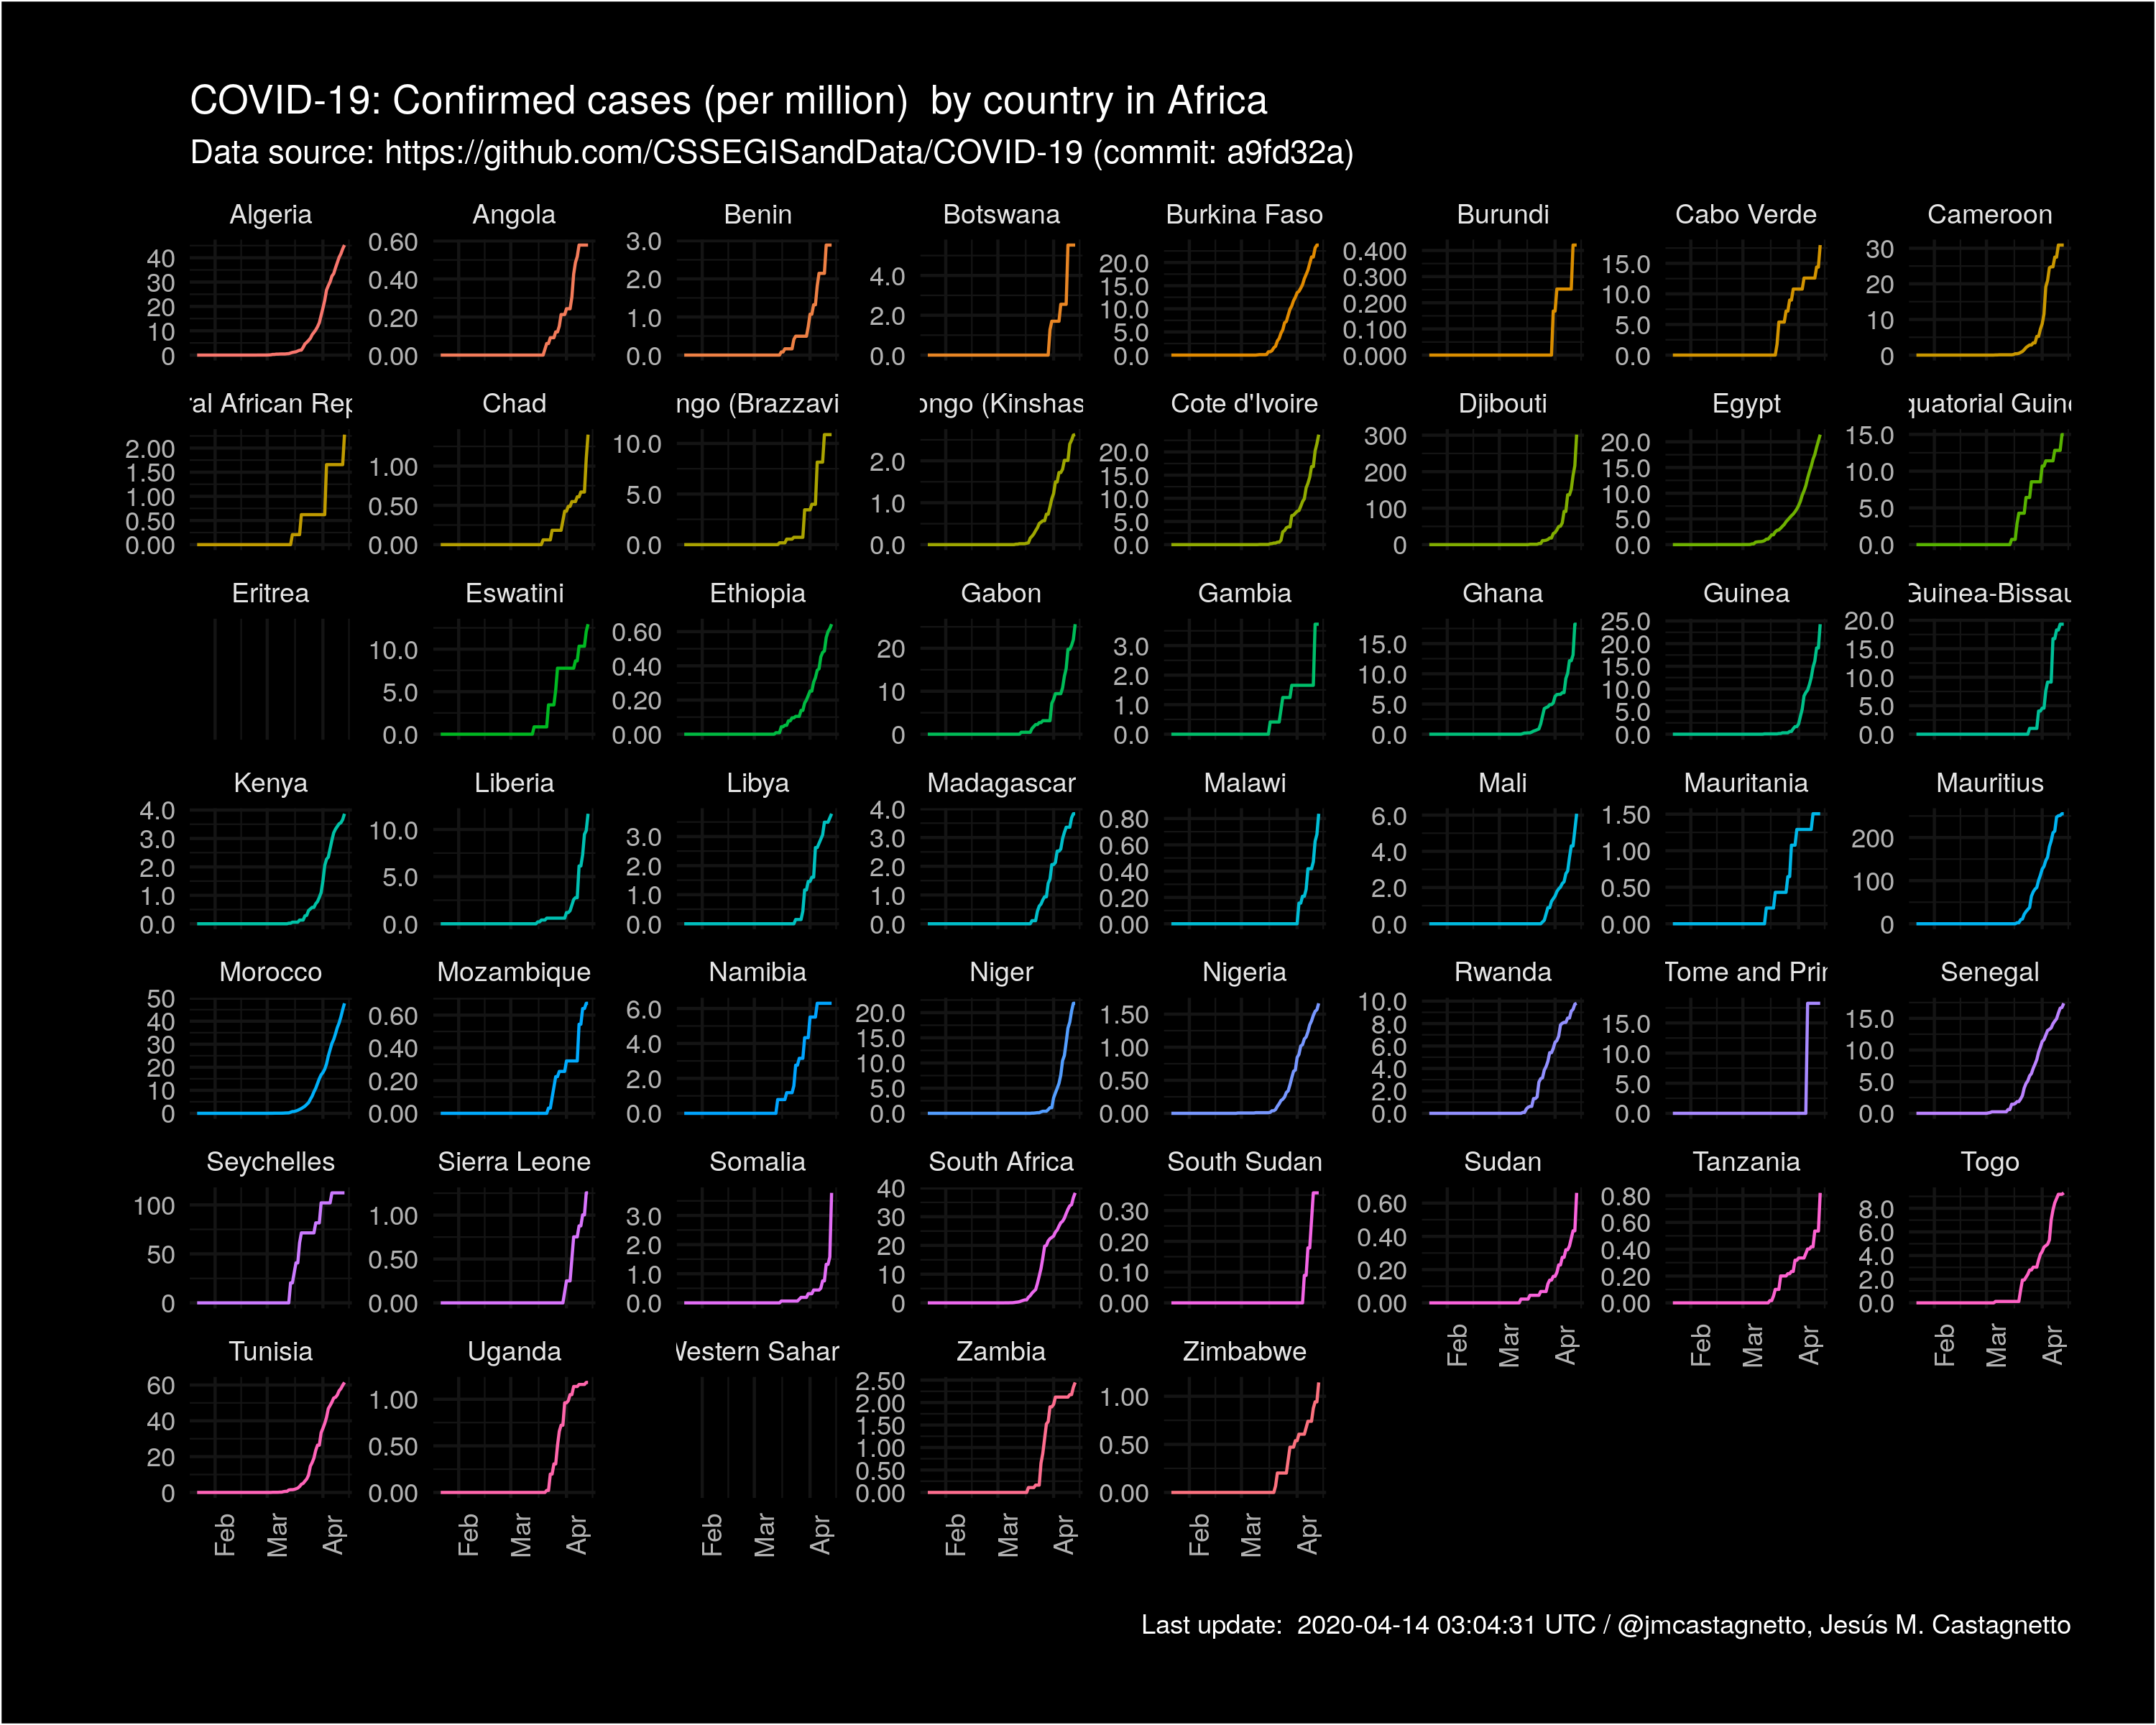 COVID-19: Confirmed cases (per million)  by country in Africa
Data source: https://github.com/CSSEGISandData/COVID-19 (commit: a9fd32a)
Algeria Angola Benin Botswana Burkina Faso Burundi Cabo Verde Cameroon
40 30 20 10 0
0.60 0.40 0.20 0.00
3.0 2.0 1.0 0.0
4.0 2.0 0.0
20.0 15.0 10.0 5.0 0.0
0.400 0.300 0.200 0.100 0.000
15.0 10.0 5.0 0.0
30 20 10 0
ral African Rep Chad ngo (Brazzavi ongo (Kinshas Cote d'Ivoire Djibouti Egypt quatorial Guine
2.00 1.50 1.00 0.50 0.00
1.00 0.50 0.00
10.0 5.0 0.0
2.0 1.0 0.0
20.0 15.0 10.0 5.0 0.0
300 200 100 0
20.0 15.0 10.0 5.0 0.0
15.0 10.0 5.0 0.0
Eritrea Eswatini Ethiopia Gabon Gambia Ghana Guinea Guinea-Bissau
10.0 5.0 0.0
0.60 0.40 0.20 0.00
20 10 0
3.0 2.0 1.0 0.0
15.0 10.0 5.0 0.0
25.0 20.0 15.0 10.0 5.0 0.0
20.0 15.0 10.0 5.0 0.0
Kenya Liberia Libya Madagascar Malawi Mali Mauritania Mauritius
4.0 3.0 2.0 1.0 0.0
10.0 5.0 0.0
3.0 2.0 1.0 0.0
4.0 3.0 2.0 1.0 0.0
0.80 0.60 0.40 0.20 0.00
6.0 4.0 2.0 0.0
1.50 1.00 0.50 0.00
200 100 0
Morocco Mozambique Namibia Niger Nigeria Rwanda Tome and Prin Senegal
50 40 30 20 10 0
0.60 0.40 0.20 0.00
6.0 4.0 2.0 0.0
20.0 15.0 10.0 5.0 0.0
1.50 1.00 0.50 0.00
10.0 8.0 6.0 4.0 2.0 0.0
15.0 10.0 5.0 0.0
15.0 10.0 5.0 0.0
Seychelles Sierra Leone Somalia South Africa South Sudan Sudan Tanzania Togo
100 50 0
1.00 0.50 0.00
3.0 2.0 1.0 0.0
40 30 20 10 0
0.30 0.20 0.10 0.00
0.60 0.40 0.20 0.00
0.80 0.60 0.40 0.20 0.00
8.0 6.0 4.0 2.0 0.0
Feb Mar Apr Feb Mar Apr Feb Mar Apr
Tunisia Uganda Western Sahar Zambia Zimbabwe
60 40 20 0
1.00 0.50 0.00
2.50 2.00 1.50 1.00 0.50 0.00
1.00 0.50 0.00
Feb Mar Apr Feb Mar Apr Feb Mar Apr Feb Mar Apr Feb Mar Apr
Last update:  2020-04-14 03:04:31 UTC / @jmcastagnetto, Jesús M. Castagnetto